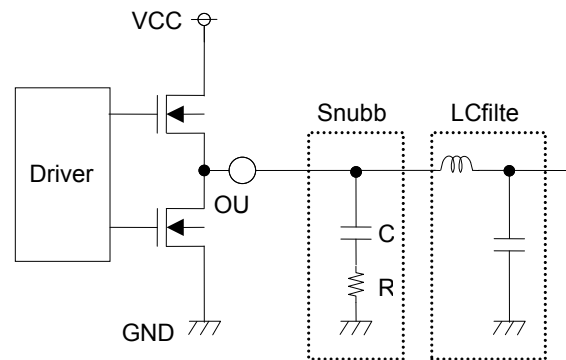 VCC
Snubb
LCfilte
Driver
OU
C
R
GND